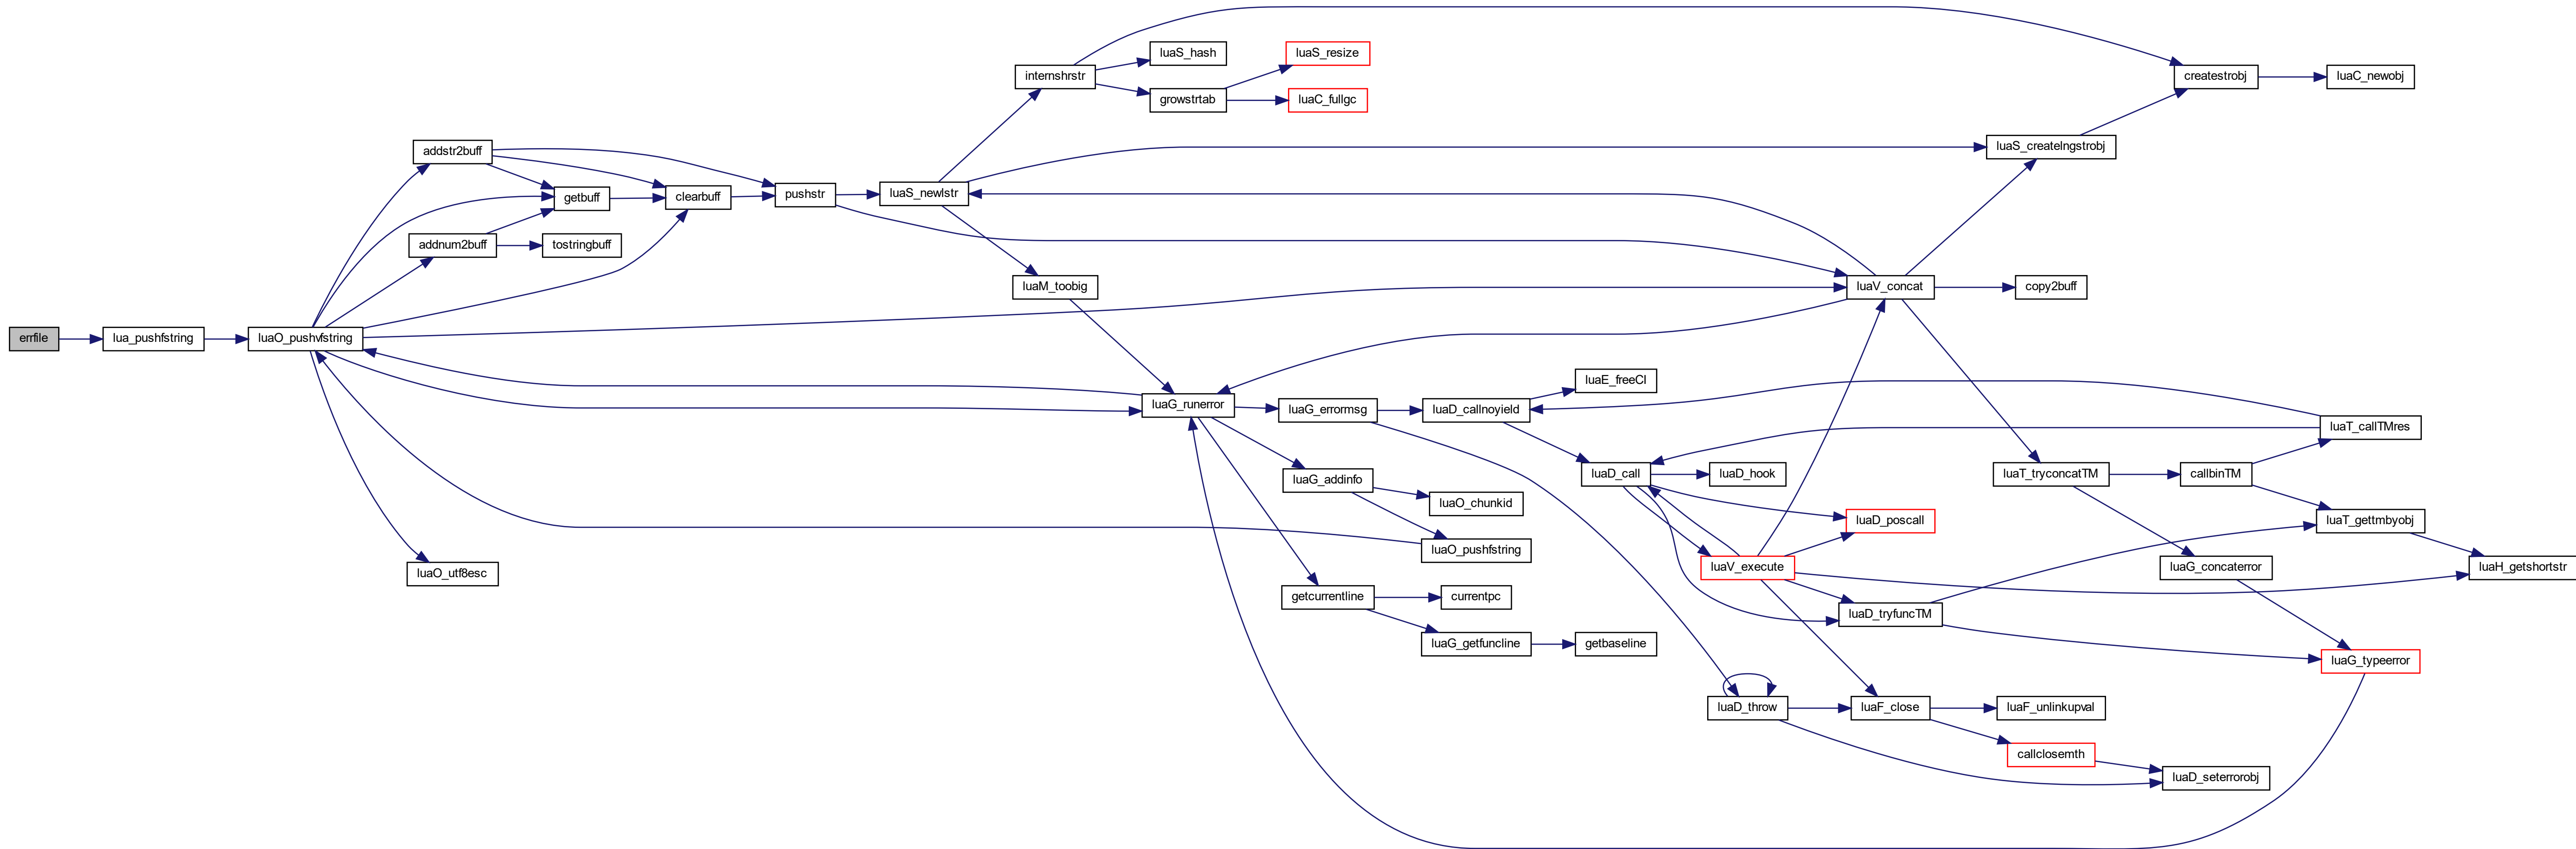 errfile
lua_pushfstring
luaO_pushvfstring
addstr2buff
getbuff
addnum2buff
tostringbuff
clearbuff
pushstr
luaS_newlstr
luaO_utf8esc
internshrstr
luaS_hash
growstrtab
luaS_resize
luaC_fullgc
luaM_toobig
luaG_runerror
luaG_errormsg
luaG_addinfo
luaO_chunkid
luaO_pushfstring
getcurrentline
currentpc
luaG_getfuncline
getbaseline
luaD_callnoyield
luaE_freeCI
luaD_call
luaD_hook
luaD_poscall
luaV_execute
luaD_tryfuncTM
luaD_throw
luaF_close
luaF_unlinkupval
callclosemth
luaD_seterrorobj
luaV_concat
copy2buff
luaS_createlngstrobj
createstrobj
luaC_newobj
luaT_tryconcatTM
callbinTM
luaT_callTMres
luaT_gettmbyobj
luaH_getshortstr
luaG_concaterror
luaG_typeerror